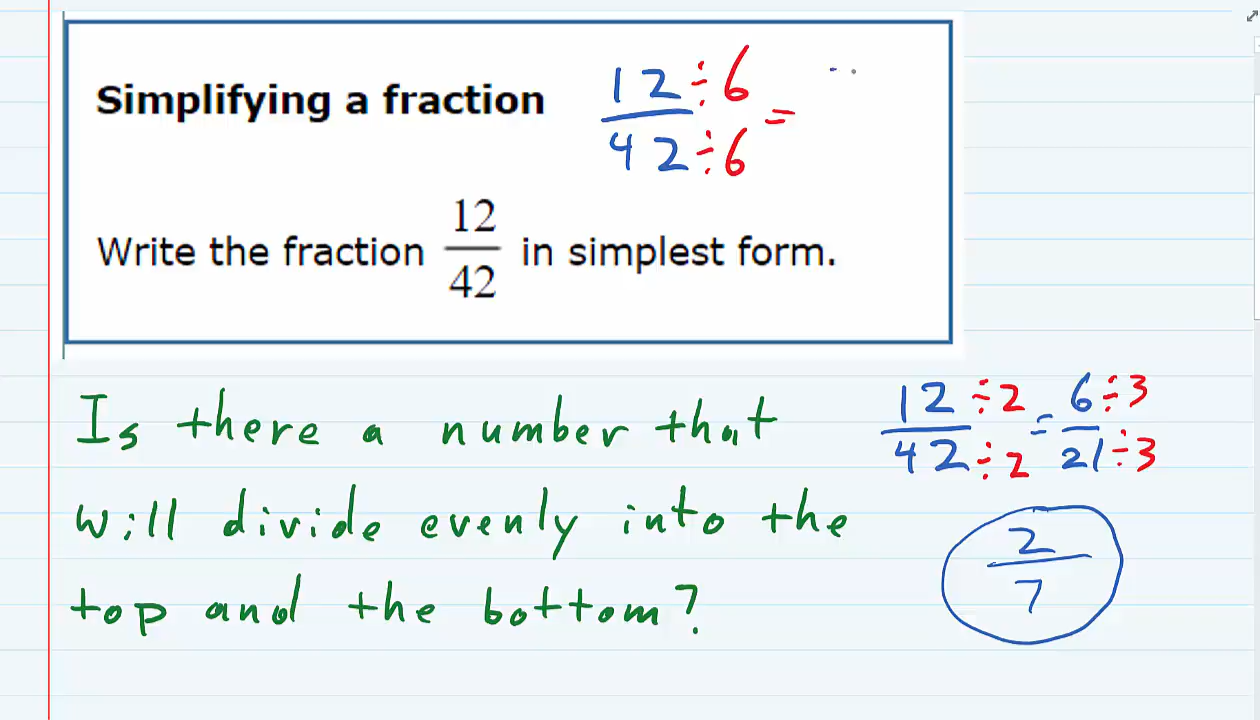 Simplifying a fraction
12 ÷ 6
42 ÷ 6
=
Write the fraction 12/42 in simplest form.
Is there a number that
will divide evenly into the
top and the bottom?
12 ÷ 2 = 6 ÷ 3
42 ÷ 2 21 ÷ 3
2
7